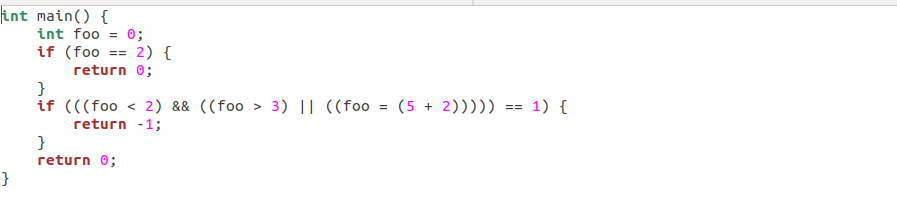 int main() {
    int foo = 0;
    if (foo == 2) {
        return 0;
    }
    if (((foo < 2) && ((foo > 3) || ((foo = (5 + 2))))) == 1) {
        return -1;
    }
    return 0;
}